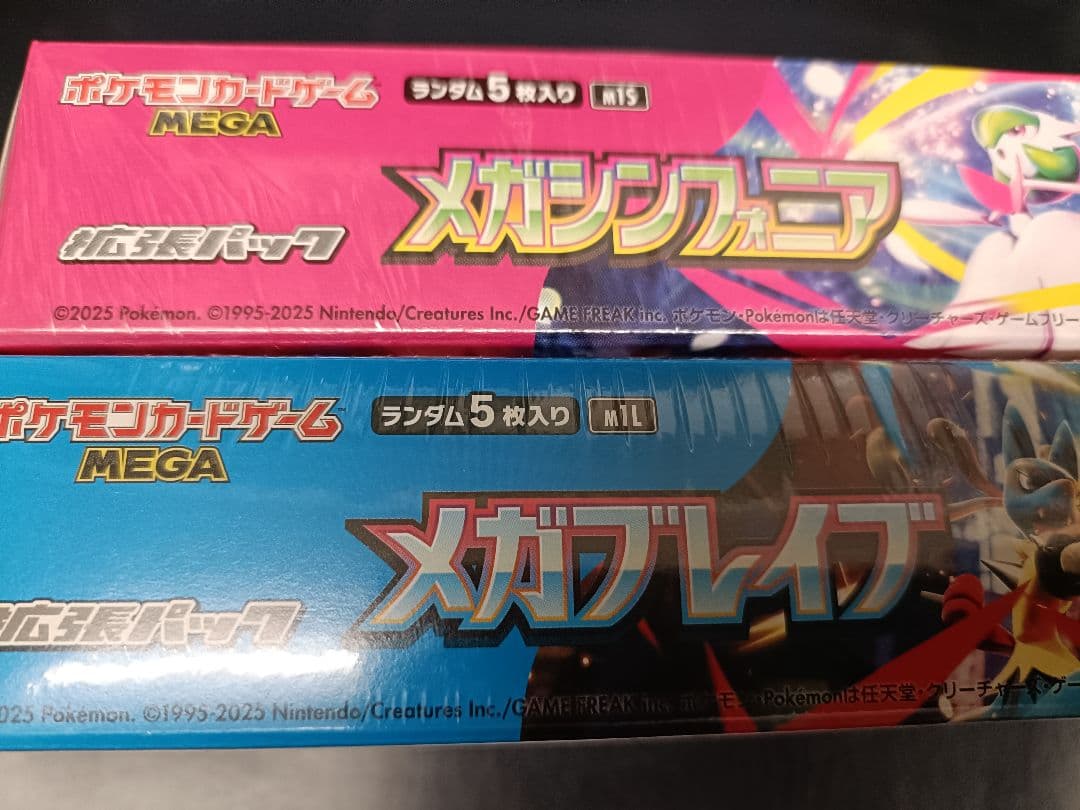 ポケモンカードゲーム
MEGA
ランダム5枚入り M1S
メガシンフォニア
拡張パック
©2025 Pokémon. ©1995-2025 Nintendo/Creatures Inc./GAME FREAK inc. ポケモン・Pokémonは任天堂・クリーチャーズ・ゲームフリー
ポケモンカードゲーム™
MEGA
ランダム5枚入り M1L
メガブレイブ
拡張パック
025 Pokémon. ©1995-2025 Nintendo/Creatures Inc./GAME FREAK inc. ポケモン・Pokémonは任天堂・クリーチャーズ・ゲー